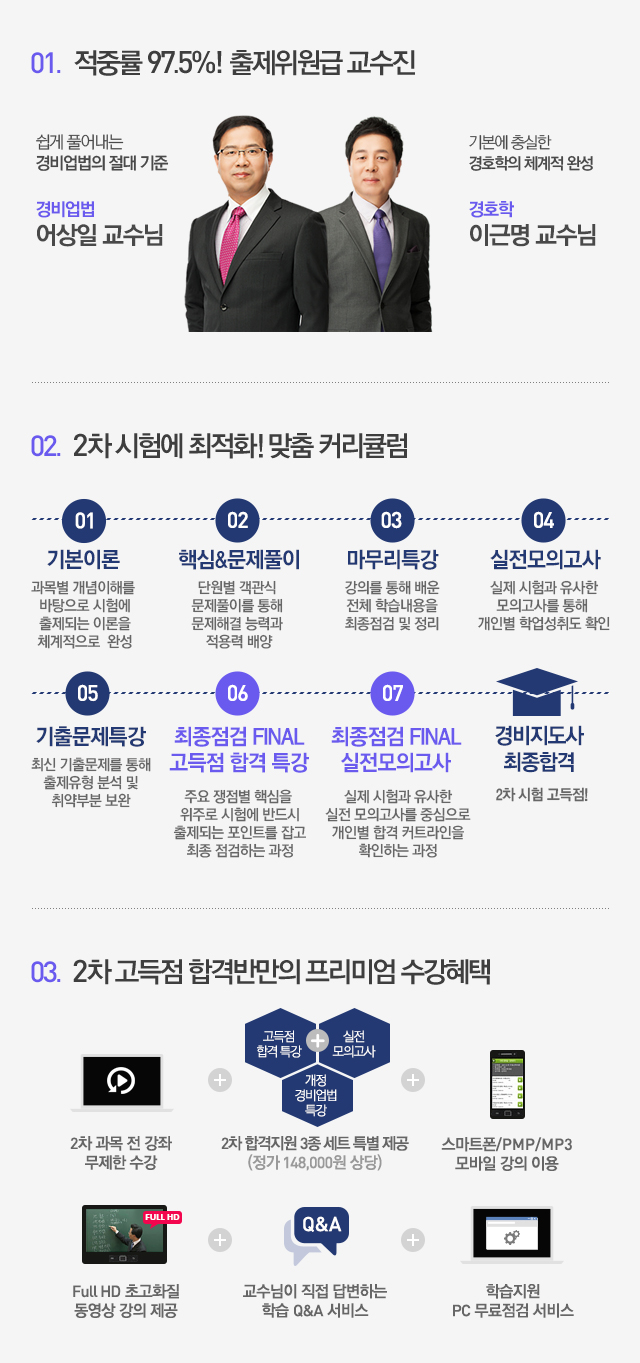 01. 적중률 97.5%! 출제위원급 교수진
쉽게 풀어내는
경비업법의 절대 기준
경비업법
어상일 교수님
기본에 충실한
경호학의 체계적 완성
경호학
이근명 교수님
02. 2차 시험에 최적화! 맞춤 커리큘럼
01
기본이론
과목별 개념이해를
바탕으로 시험에
출제되는 이론을
체계적으로 완성
02
핵심&문제풀이
단원별 객관식
문제풀이를 통해
문제해결 능력과
적용력 배양
03
마무리특강
강의를 통해 배운
전체 학습내용을
최종점검 및 정리
04
실전모의고사
실제 시험과 유사한
모의고사를 통해
개인별 학업성취도 확인
05
기출문제특강
최신 기출문제를 통해
출제유형 분석 및
취약부분 보완
06
최종점검 FINAL
고득점 합격 특강
주요 쟁점별 핵심을
위주로 시험에 반드시
출제되는 포인트를 잡고
최종 점검하는 과정
07
최종점검 FINAL
실전모의고사
실제 시험과 유사한
실전 모의고사를 중심으로
개인별 합격 커트라인을
확인하는 과정
경비지도사
최종합격
2차 시험 고득점!
03. 2차 고득점 합격반만의 프리미엄 수강혜택
2차 과목 전 강좌
무제한 수강
고득점
합격 특강
실전
모의고사
개정
경비업법
특강
2차 합격지원 3종 세트 특별 제공
(정가 148,000원 상당)
스마트폰/PMP/MP3
모바일 강의 이용
FULL HD
Full HD 초고화질
동영상 강의 제공
Q&A
교수님이 직접 답변하는
학습 Q&A 서비스
학습지원
PC 무료점검 서비스